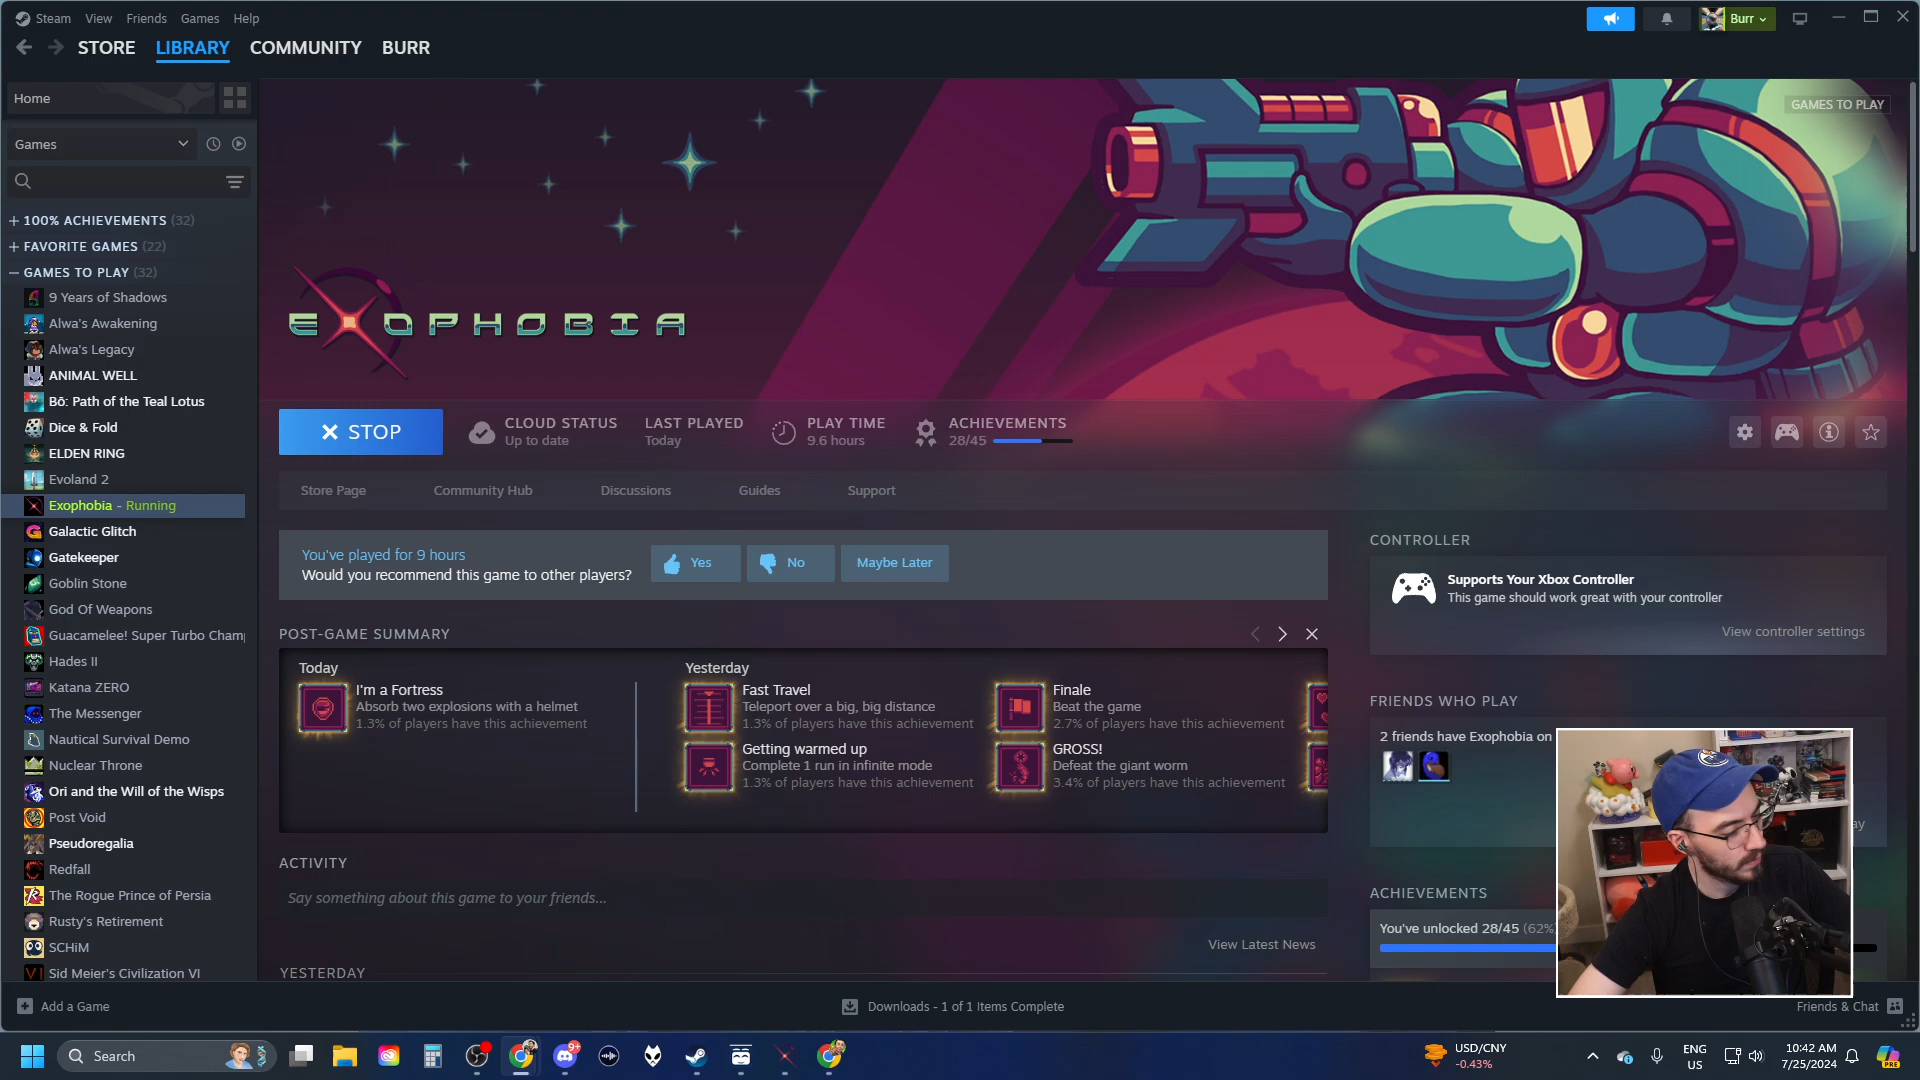 Steam View Friends Games Help
Burr
STORE LIBRARY COMMUNITY BURR
Home
GAMES TO PLAY
Games
+ 100% ACHIEVEMENTS (32)
+ FAVORITE GAMES (22)
− GAMES TO PLAY (32)
9 Years of Shadows
Alwa's Awakening
Alwa's Legacy
ANIMAL WELL
Bō: Path of the Teal Lotus
Dice & Fold
ELDEN RING
Evoland 2
Exophobia - Running
Galactic Glitch
Gatekeeper
Goblin Stone
God Of Weapons
Guacamelee! Super Turbo Cham
Hades II
Katana ZERO
The Messenger
Nautical Survival Demo
Nuclear Throne
Ori and the Will of the Wisps
Post Void
Pseudoregalia
Redfall
The Rogue Prince of Persia
Rusty's Retirement
SCHiM
Sid Meier's Civilization VI
EXOPHOBIA
STOP
CLOUD STATUS
Up to date
LAST PLAYED
Today
PLAY TIME
9.6 hours
ACHIEVEMENTS
28/45
Store Page Community Hub Discussions Guides Support
You've played for 9 hours
Would you recommend this game to other players?
Yes No Maybe Later
POST-GAME SUMMARY
Today
I'm a Fortress
Absorb two explosions with a helmet
1.3% of players have this achievement
Yesterday
Fast Travel
Teleport over a big, big distance
1.3% of players have this achievement
Getting warmed up
Complete 1 run in infinite mode
1.3% of players have this achievement
Finale
Beat the game
2.7% of players have this achievement
GROSS!
Defeat the giant worm
3.4% of players have this achievement
ACTIVITY
Say something about this game to your friends...
View Latest News
YESTERDAY
CONTROLLER
Supports Your Xbox Controller
This game should work great with your controller
View controller settings
FRIENDS WHO PLAY
2 friends have Exophobia on
ay
ACHIEVEMENTS
You've unlocked 28/45 (62%
Add a Game
Downloads - 1 of 1 Items Complete
Friends & Chat
Search
9+
USD/CNY
-0.43%
ENG
US
10:42 AM
7/25/2024
PRE